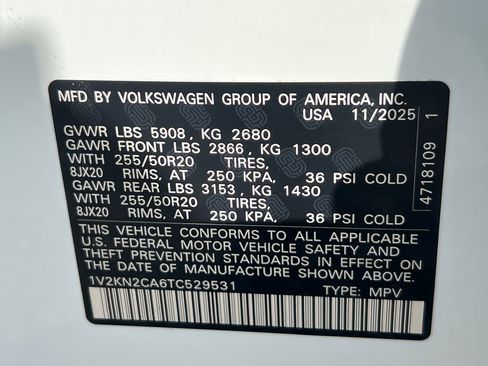 MFD BY VOLKSWAGEN GROUP OF AMERICA, INC.
USA 11/2025
GVWR LBS 5908, KG 2680
GAWR FRONT LBS 2866, KG 1300
WITH 255/50R20 TIRES,
8JX20 RIMS, AT 250 KPA, 36 PSI COLD
GAWR REAR LBS 3153, KG 1430
WITH 255/50R20 TIRES,
8JX20 RIMS, AT 250 KPA, 36 PSI COLD
THIS VEHICLE CONFORMS TO ALL APPLICABLE
U.S. FEDERAL MOTOR VEHICLE SAFETY AND
THEFT PREVENTION STANDARDS IN EFFECT
ON THE DATE OF MANUFACTURE SHOWN ABOVE.
1V2KN2CA6TC529531 TYPE: MPV
4718109 1